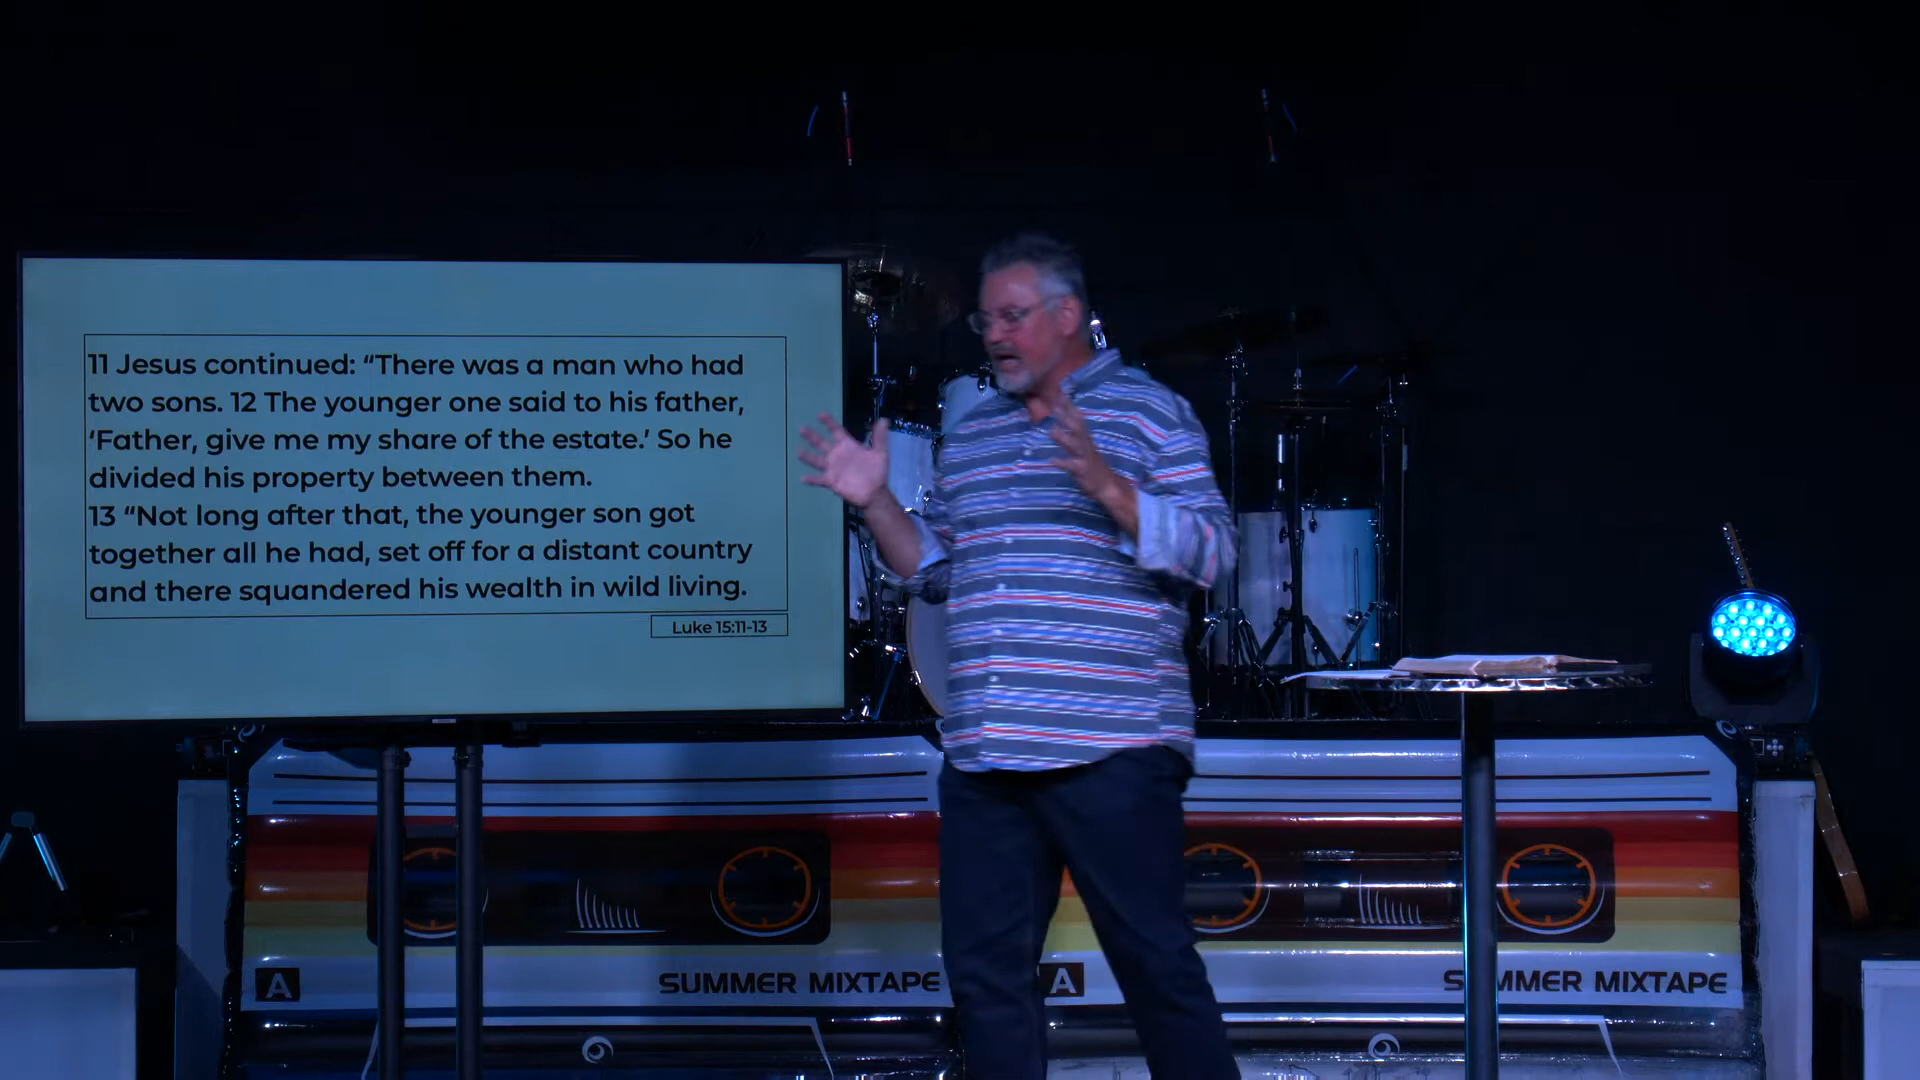 11 Jesus continued: “There was a man who had
two sons. 12 The younger one said to his father,
‘Father, give me my share of the estate.’ So he
divided his property between them.
13 “Not long after that, the younger son got
together all he had, set off for a distant country
and there squandered his wealth in wild living.
Luke 15:11-13
A
SUMMER MIXTAPE
A
SUMMER MIXTAPE